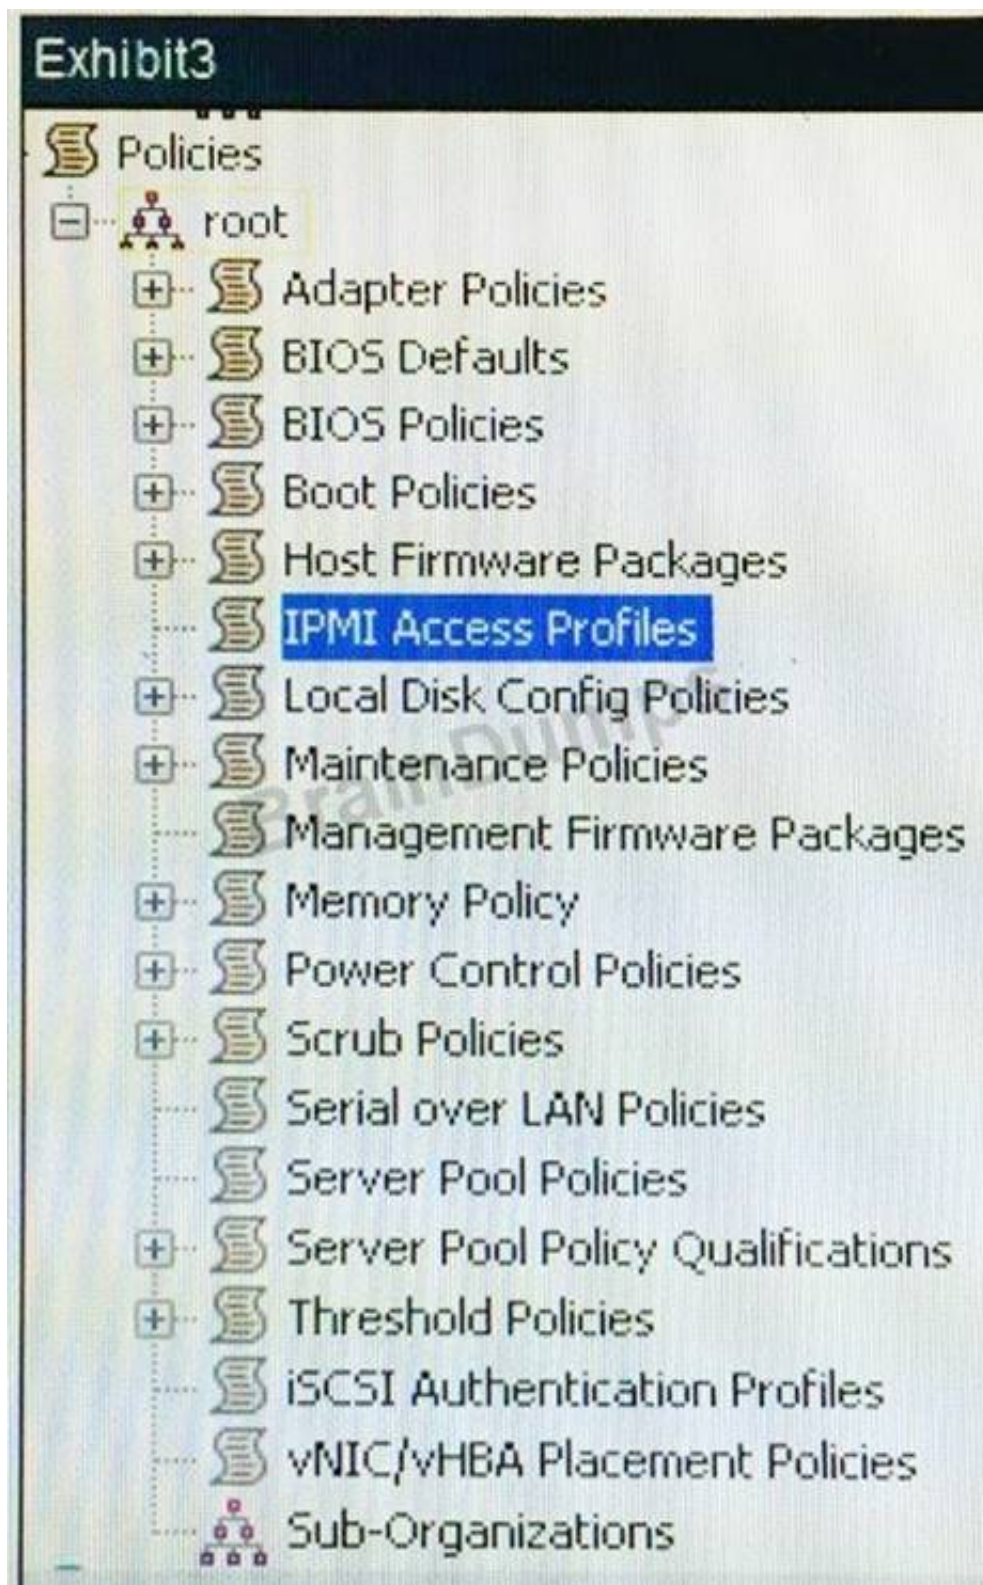 Exhibit3
Policies
root
Adapter Policies
BIOS Defaults
BIOS Policies
Boot Policies
Host Firmware Packages
IPMI Access Profiles
Local Disk Config Policies
Maintenance Policies
Management Firmware Packages
Memory Policy
Power Control Policies
Scrub Policies
Serial over LAN Policies
Server Pool Policies
Server Pool Policy Qualifications
Threshold Policies
iSCSI Authentication Profiles
vNIC/vHBA Placement Policies
Sub-Organizations
BrainDumps